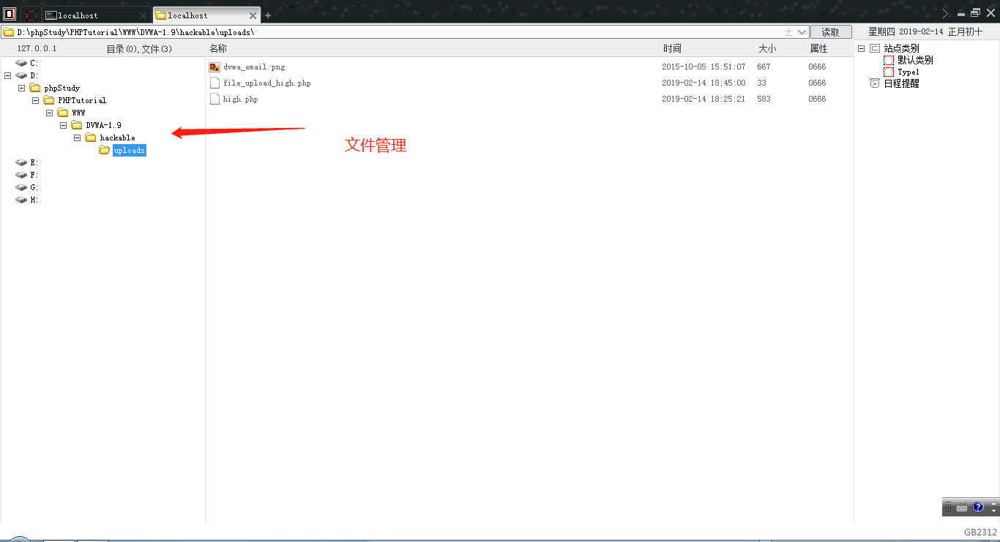 localhost
localhost
D:\phpStudy\PHPTutorial\WWW\DVWA-1.9\hackable\uploads\
读取
星期四 2019-02-14 正月初十
127.0.0.1
目录(0),文件(3)
名称
时间
大小
属性
C:
D:
phpStudy
PHPTutorial
WWW
DVWA-1.9
hackable
uploads
E:
F:
G:
H:
dvwa_email.png 2015-10-05 15:51:07 667 0666
file_upload_high.php 2019-02-14 18:45:00 33 0666
high.php 2019-02-14 18:25:21 583 0666
文件管理
站点类别
默认类别
Type1
日程提醒
GB2312